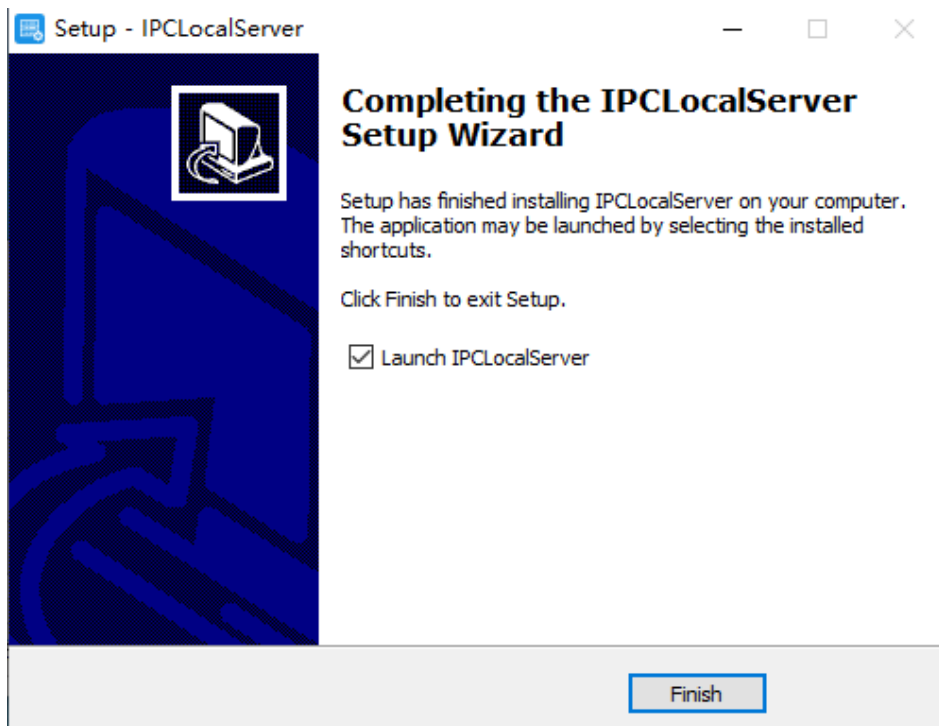 Setup - IPCLocalServer
Completing the IPCLocalServer
Setup Wizard
Setup has finished installing IPCLocalServer on your computer.
The application may be launched by selecting the installed
shortcuts.
Click Finish to exit Setup.
Launch IPCLocalServer
Finish